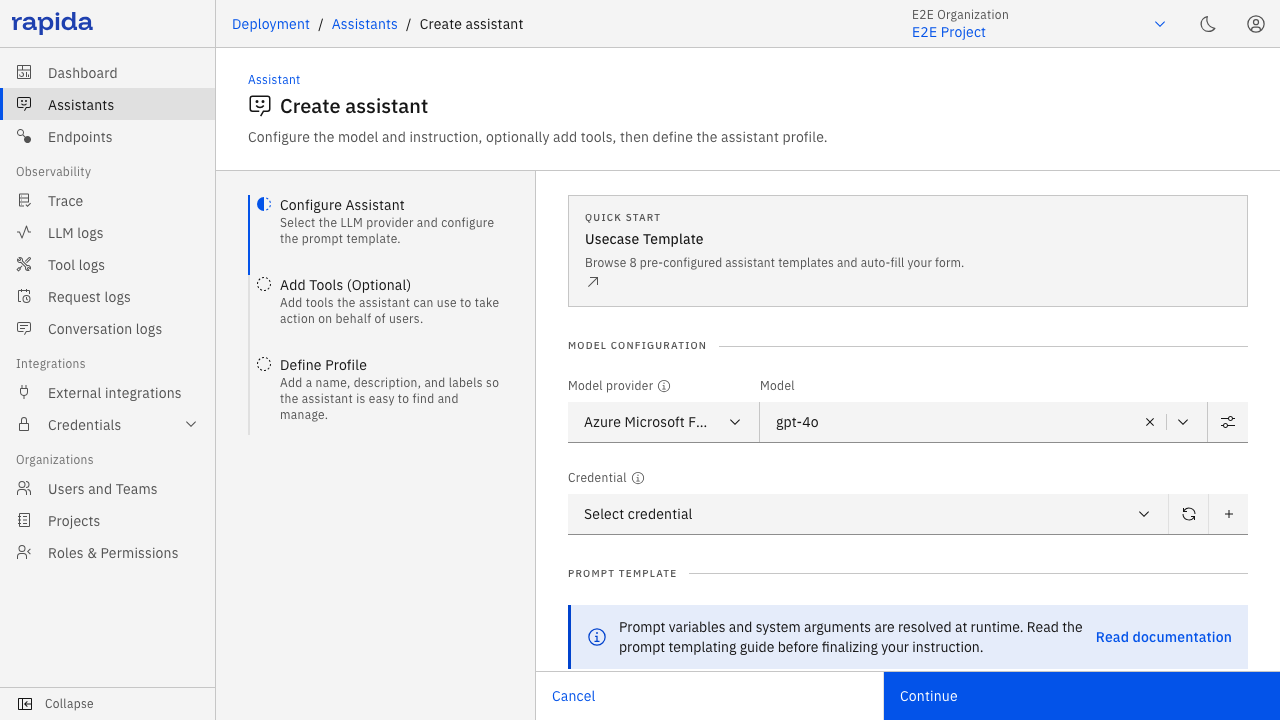 rapida
Deployment / Assistants / Create assistant
E2E Organization
E2E Project
Dashboard
Assistants
Endpoints
Observability
Trace
LLM logs
Tool logs
Request logs
Conversation logs
Integrations
External integrations
Credentials
Organizations
Users and Teams
Projects
Roles & Permissions
Collapse
Assistant
Create assistant
Configure the model and instruction, optionally add tools, then define the assistant profile.
Configure Assistant
Select the LLM provider and configure
the prompt template.
Add Tools (Optional)
Add tools the assistant can use to take
action on behalf of users.
Define Profile
Add a name, description, and labels so
the assistant is easy to find and
manage.
QUICK START
Usecase Template
Browse 8 pre-configured assistant templates and auto-fill your form.
MODEL CONFIGURATION
Model provider
Model
Azure Microsoft F...
gpt-4o
Credential
Select credential
PROMPT TEMPLATE
Prompt variables and system arguments are resolved at runtime. Read the
prompt templating guide before finalizing your instruction.
Read documentation
Cancel
Continue